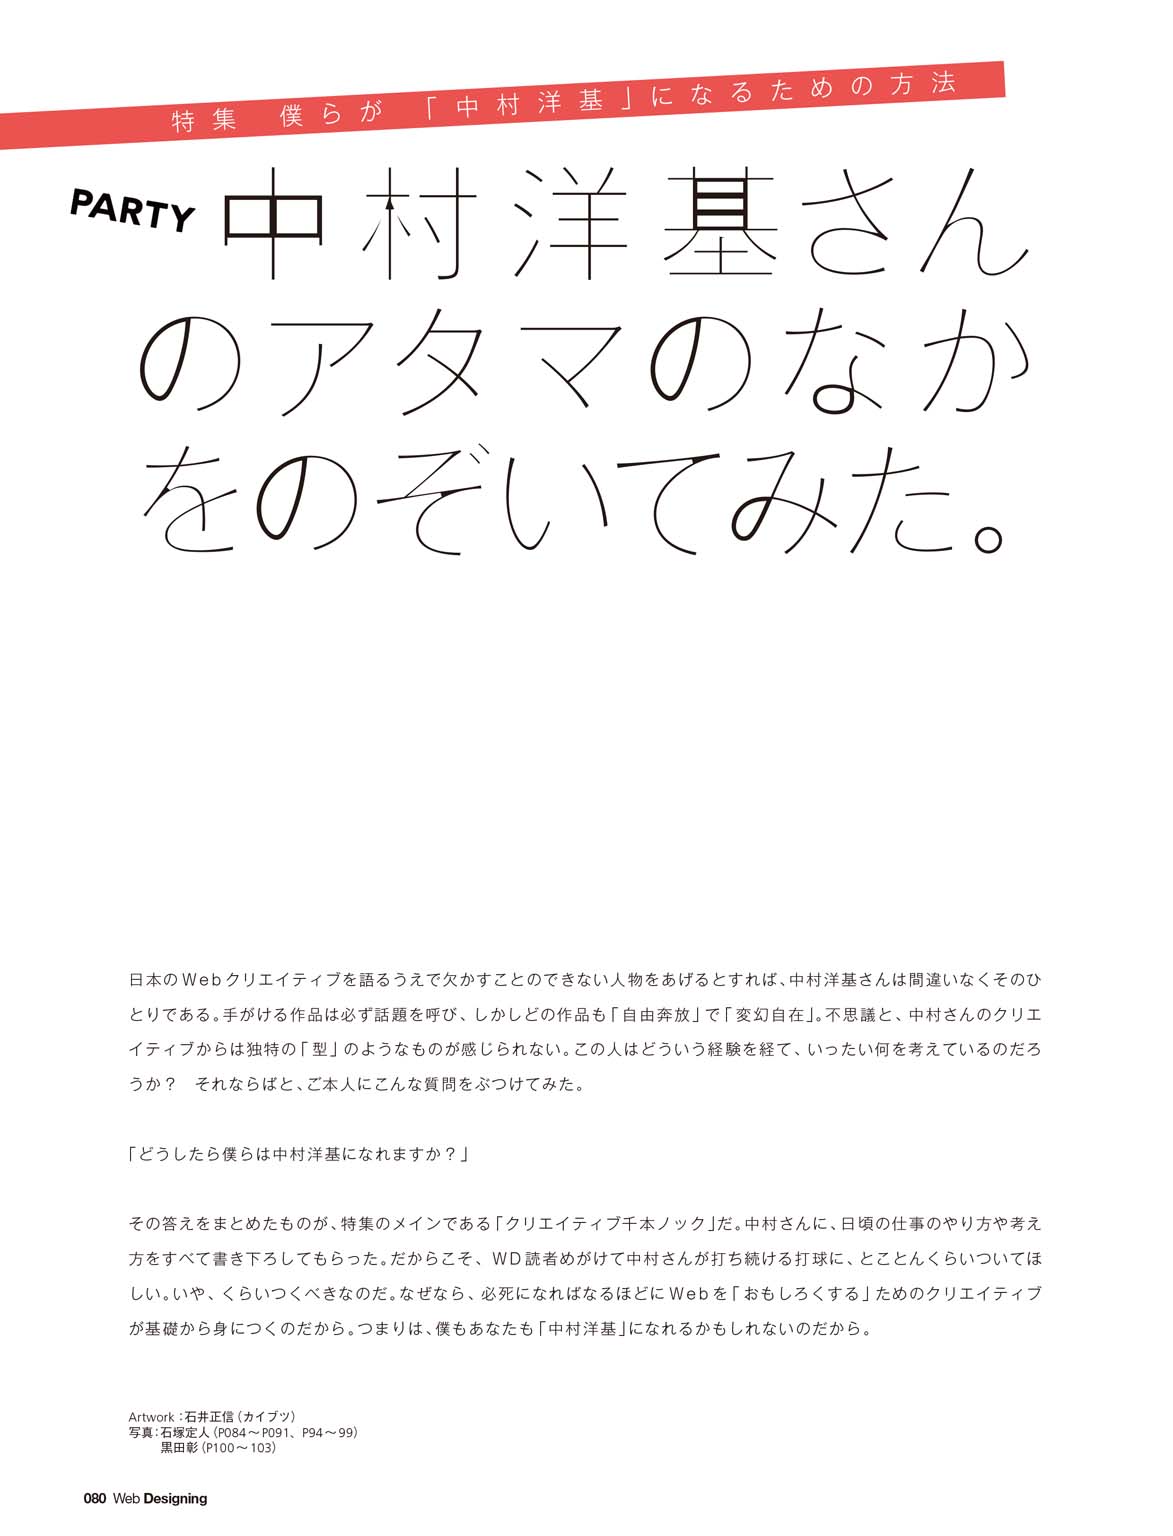 特集　僕らが「中村洋基」になるための方法
PARTY 中村洋基さん
のアタマのなか
をのぞいてみた。
日本のWebクリエイティブを語るうえで欠かすことのできない人物をあげるとすれば、中村洋基さんは間違いなくそのひ
とりである。手がける作品は必ず話題を呼び、しかしどの作品も「自由奔放」で「変幻自在」。不思議と、中村さんのクリエ
イティブからは独特の「型」のようなものが感じられない。この人はどういう経験を経て、いったい何を考えているのだろ
うか？　それならばと、ご本人にこんな質問をぶつけてみた。
「どうしたら僕らは中村洋基になれますか？」
その答えをまとめたものが、特集のメインである「クリエイティブ千本ノック」だ。中村さんに、日頃の仕事のやり方や考え
方をすべて書き下ろしてもらった。だからこそ、WD読者めがけて中村さんが打ち続ける打球に、とことんくらいついてほ
しい。いや、くらいつくべきなのだ。なぜなら、必死になればなるほどにWebを「おもしろくする」ためのクリエイティブ
が基礎から身につくのだから。つまりは、僕もあなたも「中村洋基」になれるかもしれないのだから。
Artwork：石井正信（カイブツ）
写真：石塚定人（P084〜P091、P94〜99）
黒田彰（P100〜103）
080 Web Designing